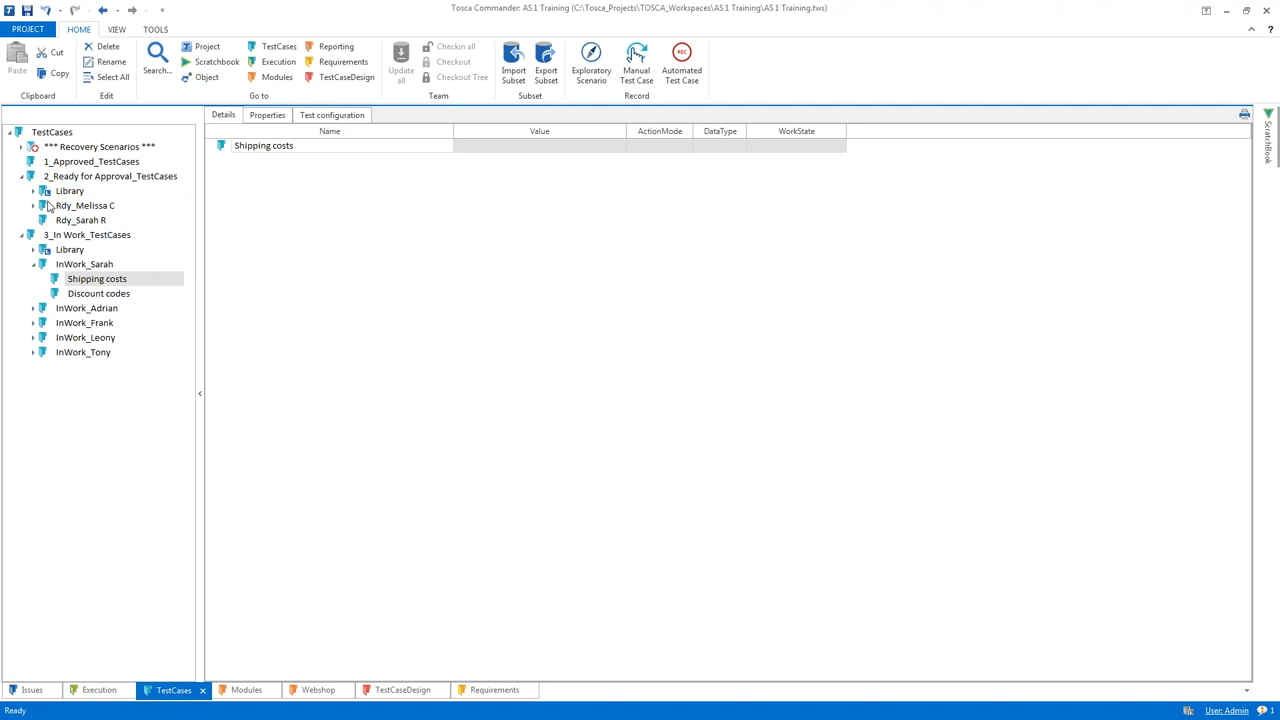 Tosca Commander: AS 1 Training (C:\Tosca_Projects\TOSCA_Workspaces\AS 1 Training\AS 1 Training.tws)
PROJECT HOME VIEW TOOLS
Paste
Cut
Copy
Clipboard
Delete
Rename
Select All
Edit
Search...
Project
Scratchbook
Object
TestCases
Execution
Modules
Reporting
Requirements
TestCaseDesign
Go to
Update all
Checkin all
Checkout
Checkout Tree
Team
Import Subset
Export Subset
Subset
Exploratory Scenario
Manual Test Case
REC
Automated Test Case
Record
TestCases
*** Recovery Scenarios ***
1_Approved_TestCases
2_Ready for Approval_TestCases
Library
Rdy_Melissa C
Rdy_Sarah R
3_In Work_TestCases
Library
InWork_Sarah
Shipping costs
Discount codes
InWork_Adrian
InWork_Frank
InWork_Leony
InWork_Tony
Details Properties Test configuration
Name Value ActionMode DataType WorkState
Shipping costs
ScratchBook
Issues Execution TestCases Modules Webshop TestCaseDesign Requirements
Ready
User: Admin 1